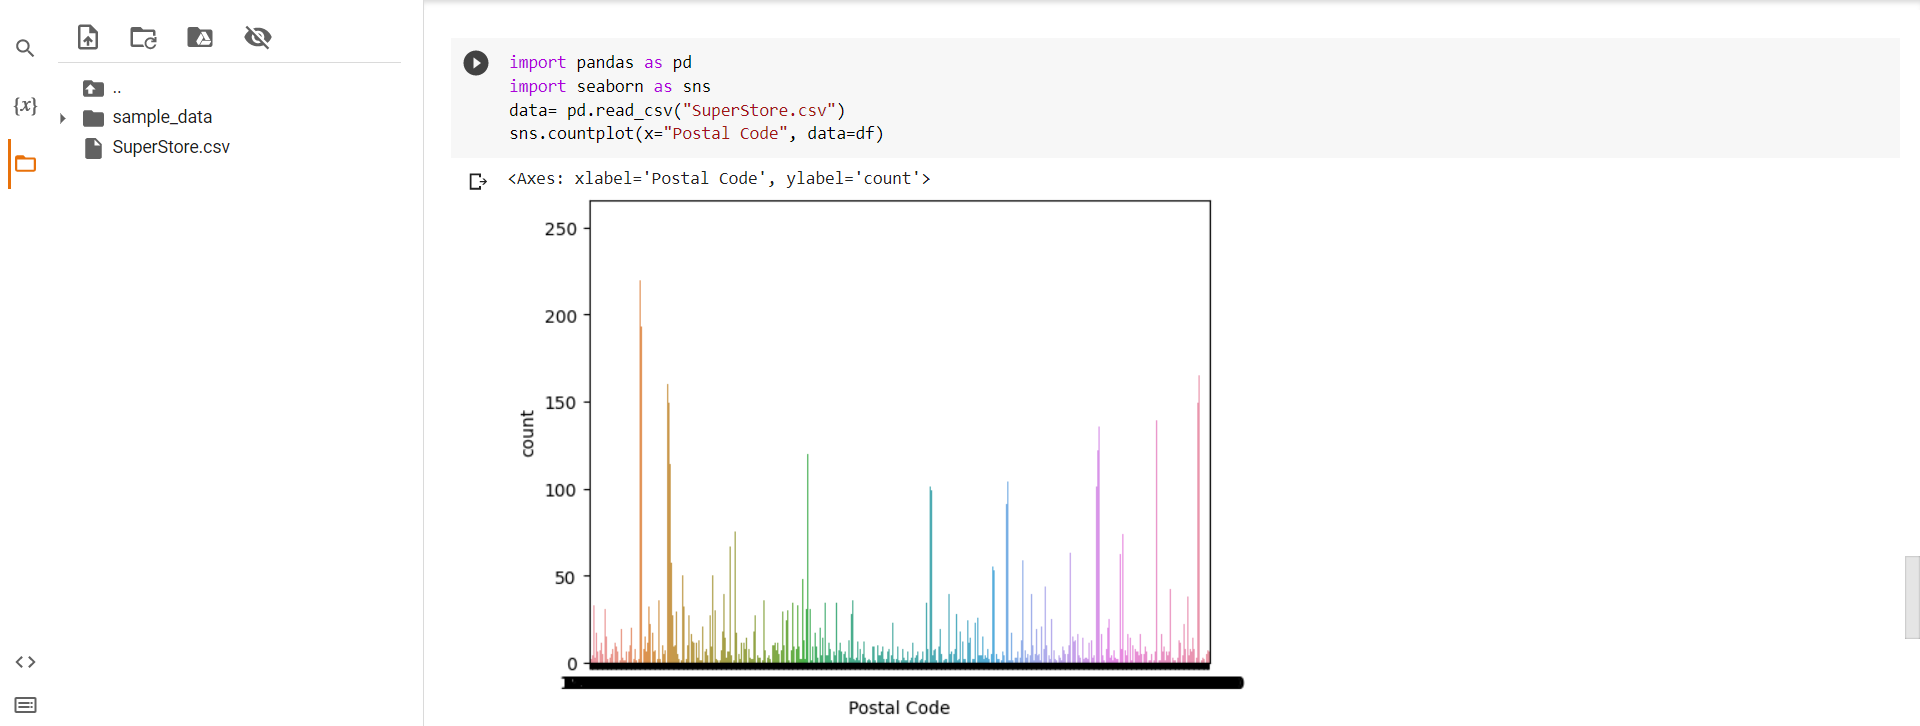 {x}
..
sample_data
SuperStore.csv
import pandas as pd
import seaborn as sns
data= pd.read_csv("SuperStore.csv")
sns.countplot(x="Postal Code", data=df)
<Axes: xlabel='Postal Code', ylabel='count'>
250
200
150
100
50
0
count
Postal Code